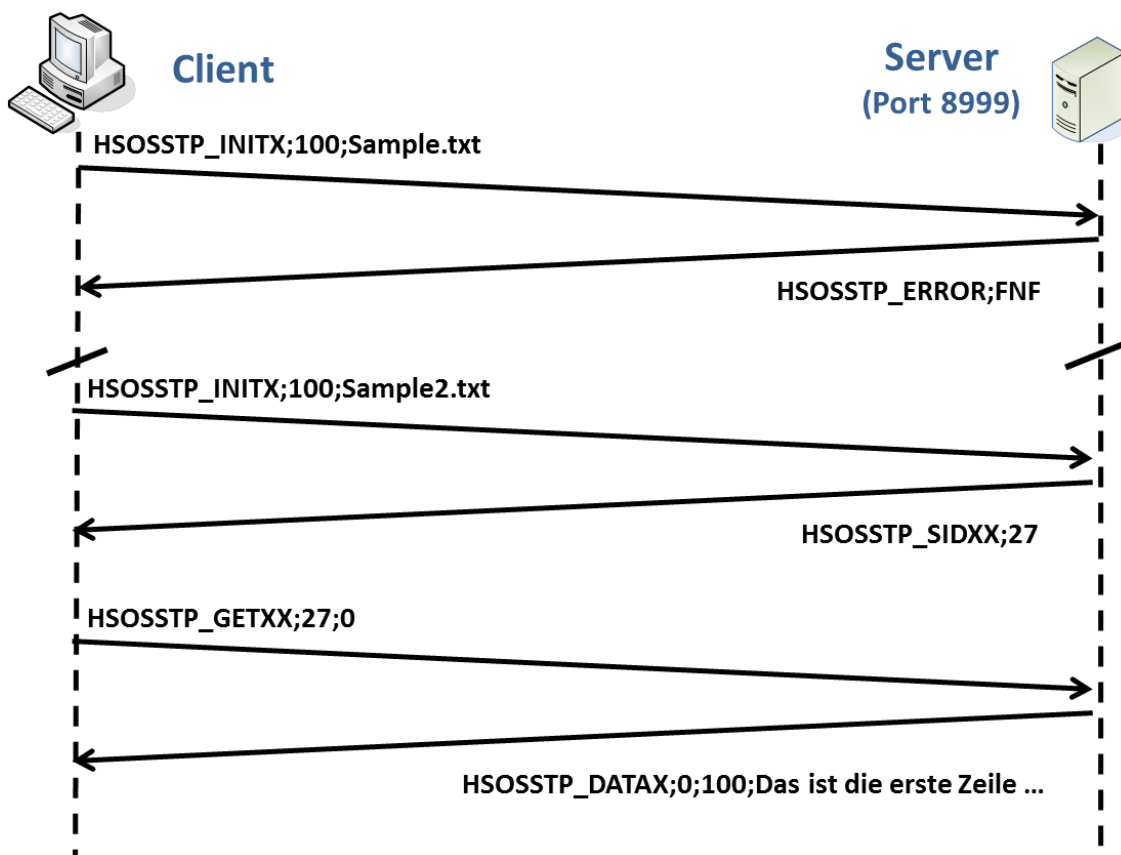 Client
Server
(Port 8999)
HSOSSTP_INITX;100;Sample.txt
HSOSSTP_ERROR;FNF
HSOSSTP_INITX;100;Sample2.txt
HSOSSTP_SIDXX;27
HSOSSTP_GETXX;27;0
HSOSSTP_DATAX;0;100;Das ist die erste Zeile ...